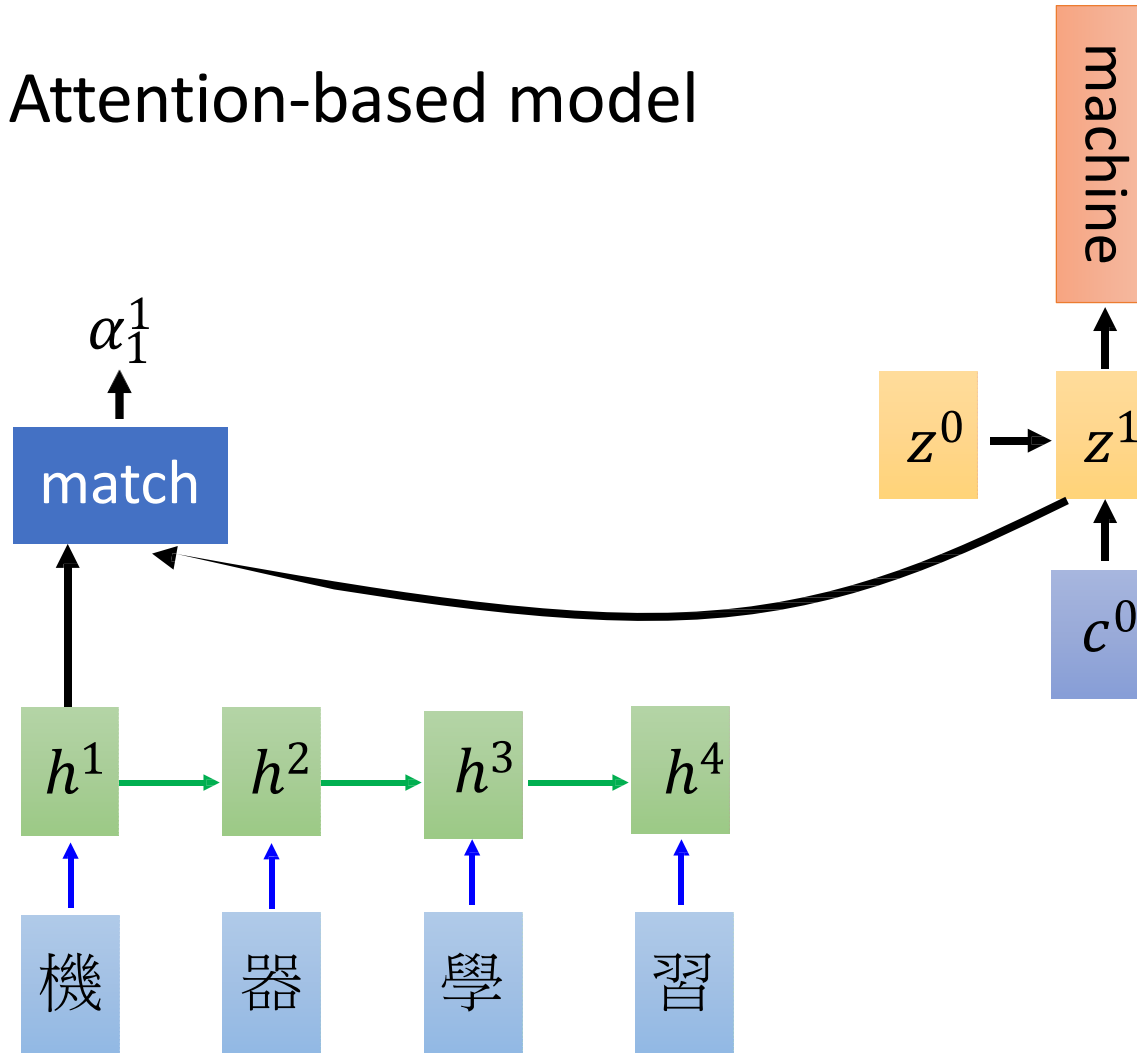 Attention-based model
machine
𝛼₁¹
match
𝑧⁰
𝑧¹
𝑐⁰
ℎ¹
ℎ²
ℎ³
ℎ⁴
機
器
學
習